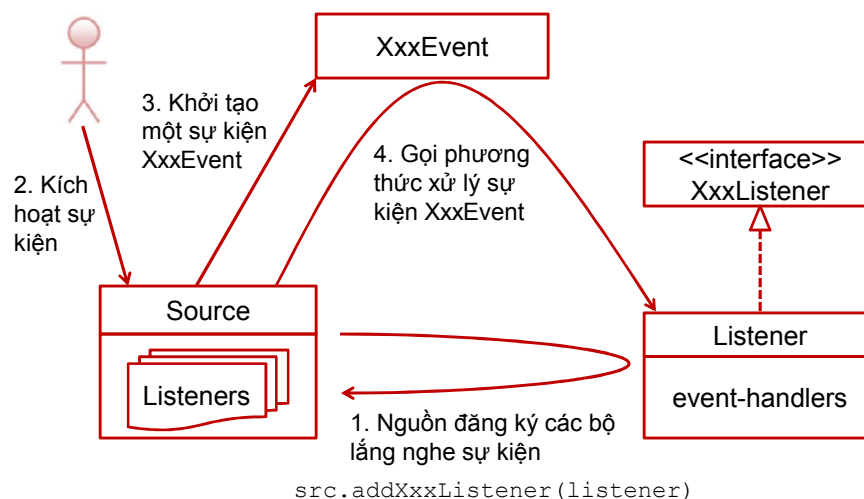 XxxEvent
3. Khởi tạo
một sự kiện
XxxEvent
4. Gọi phương
thức xử lý sự
kiện XxxEvent
<<interface>>
XxxListener
2. Kích
hoạt sự
kiện
Source
Listeners
Listener
event-handlers
1. Nguồn đăng ký các bộ
lắng nghe sự kiện
src.addXxxListener(listener)